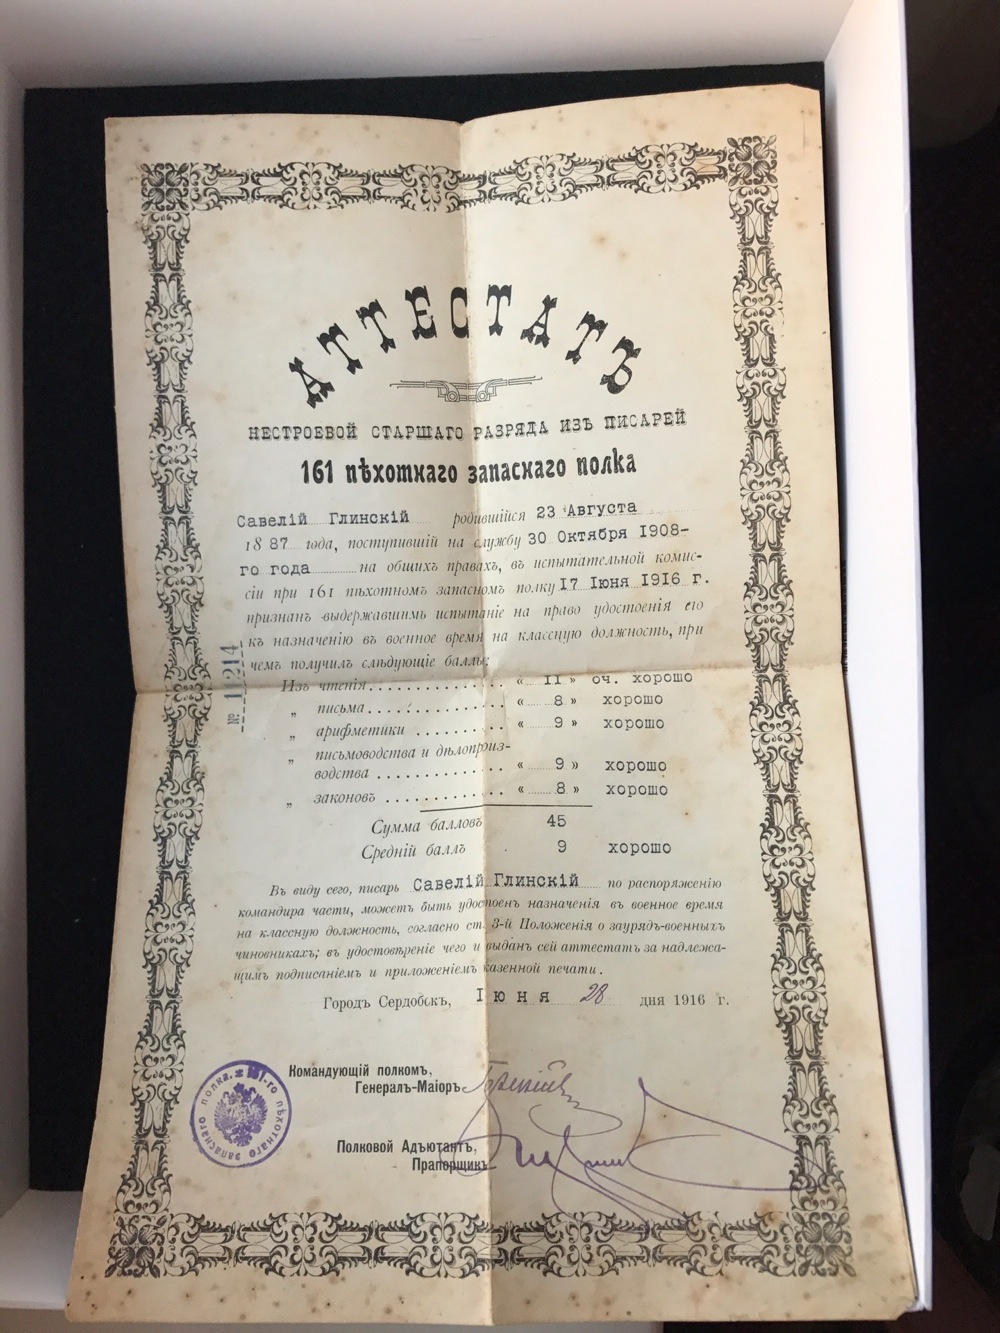 АТТЕСТАТЪ
НЕСТРОЕВОЙ СТАРШАГО РАЗРЯДА ИЗЪ ПИСАРЕЙ
161 пѣхотнаго запаснаго полка
Савелій Глинскій родившійся 23 Августа
1887 года, поступившій на службу 30 Октября 1908-
го года на общихъ правахъ, въ испытательной комис-
сіи при 161 пѣхотномъ запасномъ полку 17 Іюня 1916 г.
признанъ выдержавшимъ испытаніе на право удостоенія его
къ назначенію въ военное время на классную должность, при
чемъ получилъ слѣдующіе баллы:
Изъ чтенія . . . . . . . . . . . . . . . « 11 » оч. хорошо
„ письма . . . . . . . . . . . . . . . « 8 » хорошо
„ арифметики . . . . . . . . . . « 9 » хорошо
„ письмоводства и дѣлопроиз-
водства . . . . . . . . . . . . . . « 9 » хорошо
„ законовъ . . . . . . . . . . . . . « 8 » хорошо
Сумма балловъ 45
Средній баллъ 9 хорошо
№ 11214
Въ виду сего, писарь Савелій Глинскій по распоряженію
командира части, можетъ быть удостоенъ назначенія въ военное время
на классную должность, согласно ст. 3-й Положенія о заурядъ-военныхъ
чиновникахъ; въ удостовѣреніе чего и выданъ сей аттестатъ за надлежа-
щимъ подписаніемъ и приложеніемъ казенной печати.
Городъ Сердобскъ, Іюня 28 дня 1916 г.
Командующій полкомъ,
Генералъ-Маіоръ
Полковой Адъютантъ,
Прапорщикъ
161-го пѣхотнаго запаснаго полка